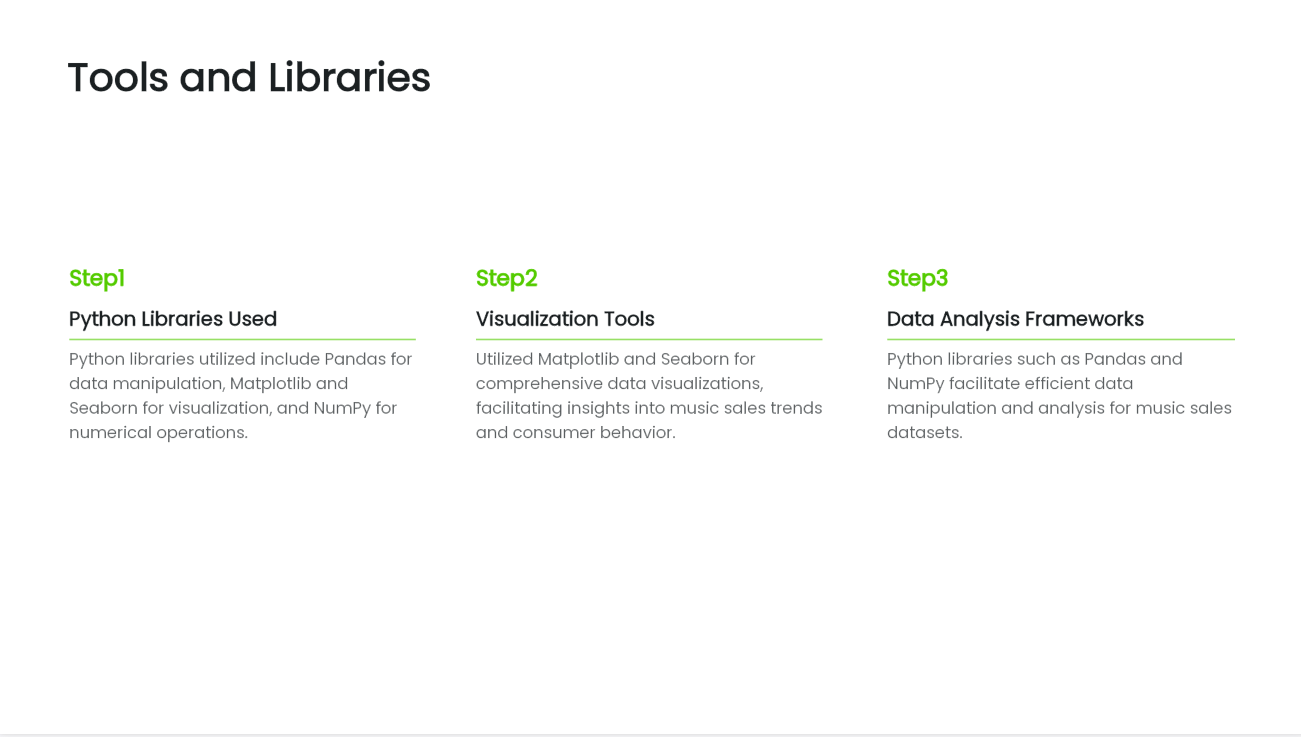 Tools and Libraries
Step1
Python Libraries Used
Python libraries utilized include Pandas for
data manipulation, Matplotlib and
Seaborn for visualization, and NumPy for
numerical operations.
Step2
Visualization Tools
Utilized Matplotlib and Seaborn for
comprehensive data visualizations,
facilitating insights into music sales trends
and consumer behavior.
Step3
Data Analysis Frameworks
Python libraries such as Pandas and
NumPy facilitate efficient data
manipulation and analysis for music sales
datasets.